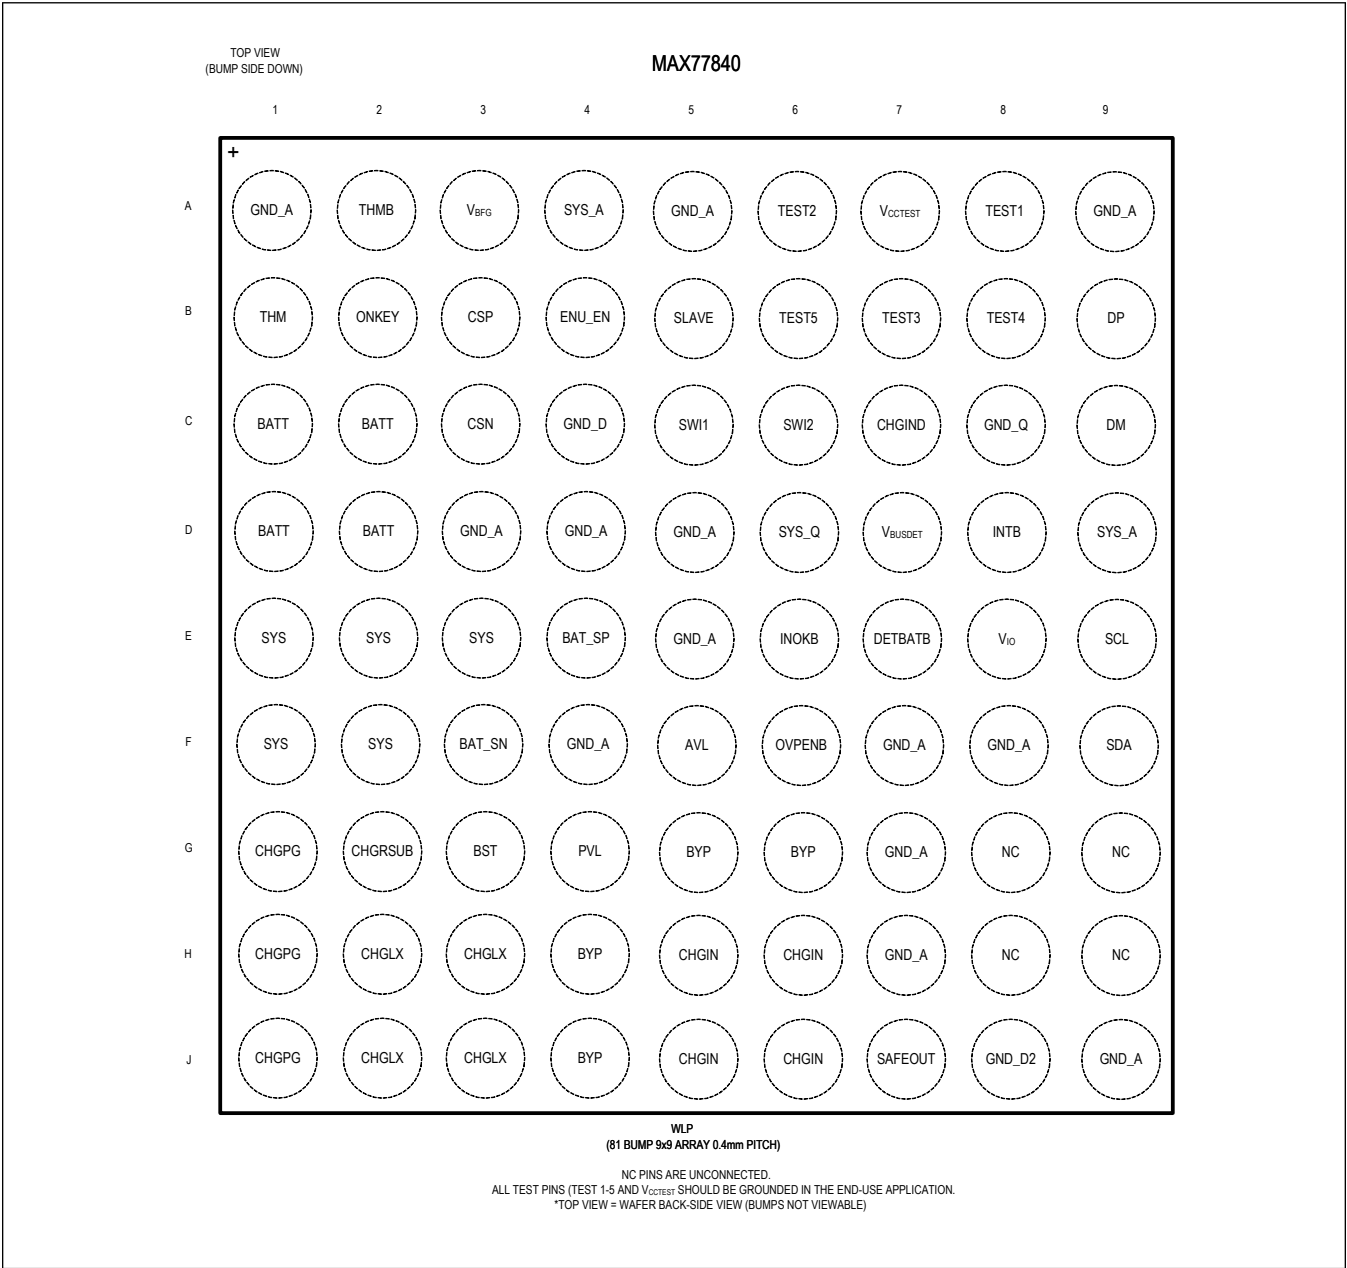 TOP VIEW
(BUMP SIDE DOWN)
MAX77840
1 2 3 4 5 6 7 8 9
+
A GND_A THMB VBFG SYS_A GND_A TEST2 VCCTEST TEST1 GND_A
B THM ONKEY CSP ENU_EN SLAVE TEST5 TEST3 TEST4 DP
C BATT BATT CSN GND_D SWI1 SWI2 CHGIND GND_Q DM
D BATT BATT GND_A GND_A GND_A SYS_Q VBUSDET INTB SYS_A
E SYS SYS SYS BAT_SP GND_A INOKB DETBATB VIO SCL
F SYS SYS BAT_SN GND_A AVL OVPENB GND_A GND_A SDA
G CHGPG CHGRSUB BST PVL BYP BYP GND_A NC NC
H CHGPG CHGLX CHGLX BYP CHGIN CHGIN GND_A NC NC
J CHGPG CHGLX CHGLX BYP CHGIN CHGIN SAFEOUT GND_D2 GND_A
WLP
(81 BUMP 9x9 ARRAY 0.4mm PITCH)
NC PINS ARE UNCONNECTED.
ALL TEST PINS (TEST 1-5 AND VCCTEST SHOULD BE GROUNDED IN THE END-USE APPLICATION.
*TOP VIEW = WAFER BACK-SIDE VIEW (BUMPS NOT VIEWABLE)